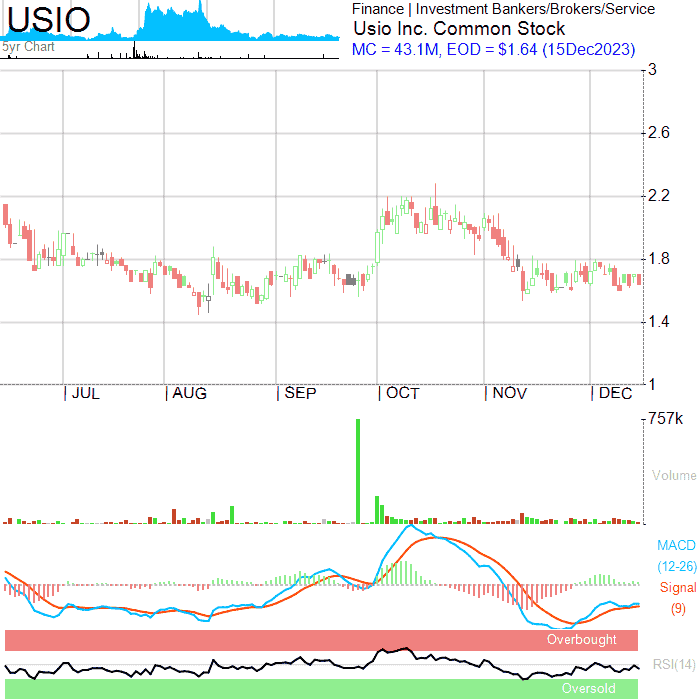 USIO
5yr Chart
Finance | Investment Bankers/Brokers/Service
Usio Inc. Common Stock
MC = 43.1M, EOD = $1.64 (15Dec2023)
3
2.6
2.2
1.8
1.4
1
JUL
AUG
SEP
OCT
NOV
DEC
757k
Volume
MACD
(12-26)
Signal
(9)
Overbought
RSI(14)
Oversold